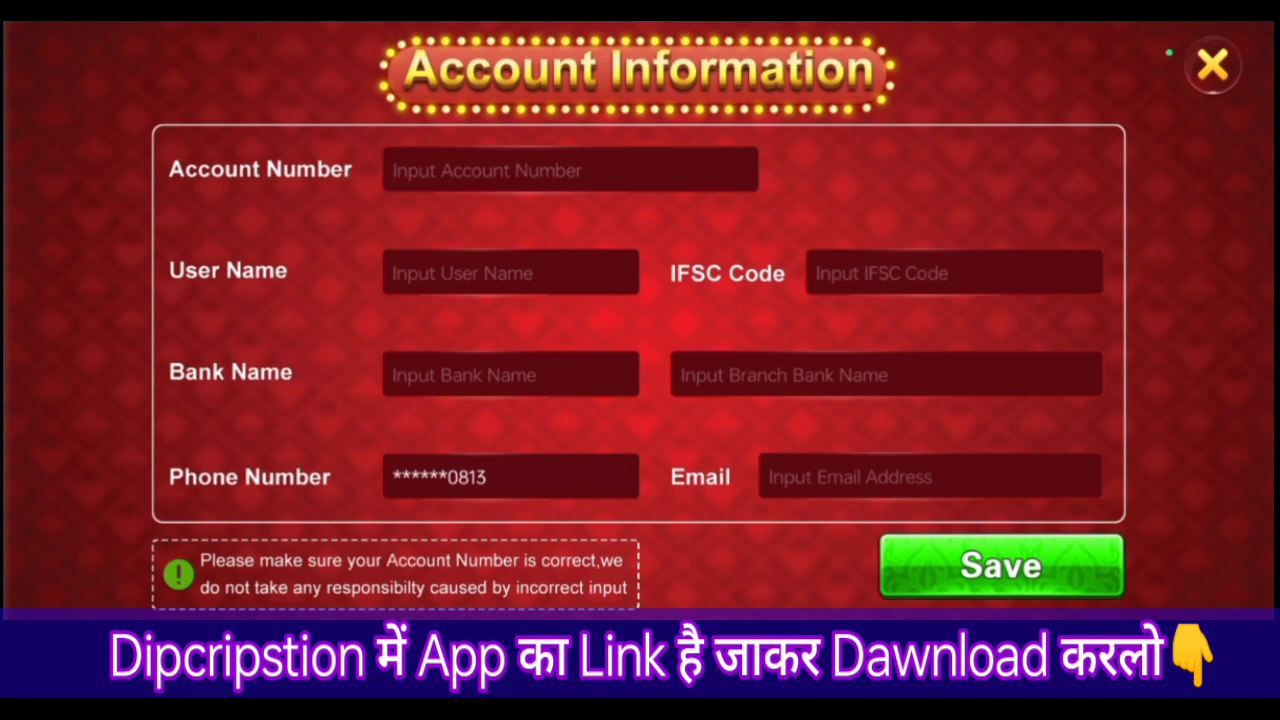 Account Information
Account Number Input Account Number
User Name Input User Name IFSC Code Input IFSC Code
Bank Name Input Bank Name Input Branch Bank Name
Phone Number ******0813 Email Input Email Address
Please make sure your Account Number is correct,we
do not take any responsibilty caused by incorrect input
Save
Dipcripstion में App का Link है जाकर Dawnload करलो👇